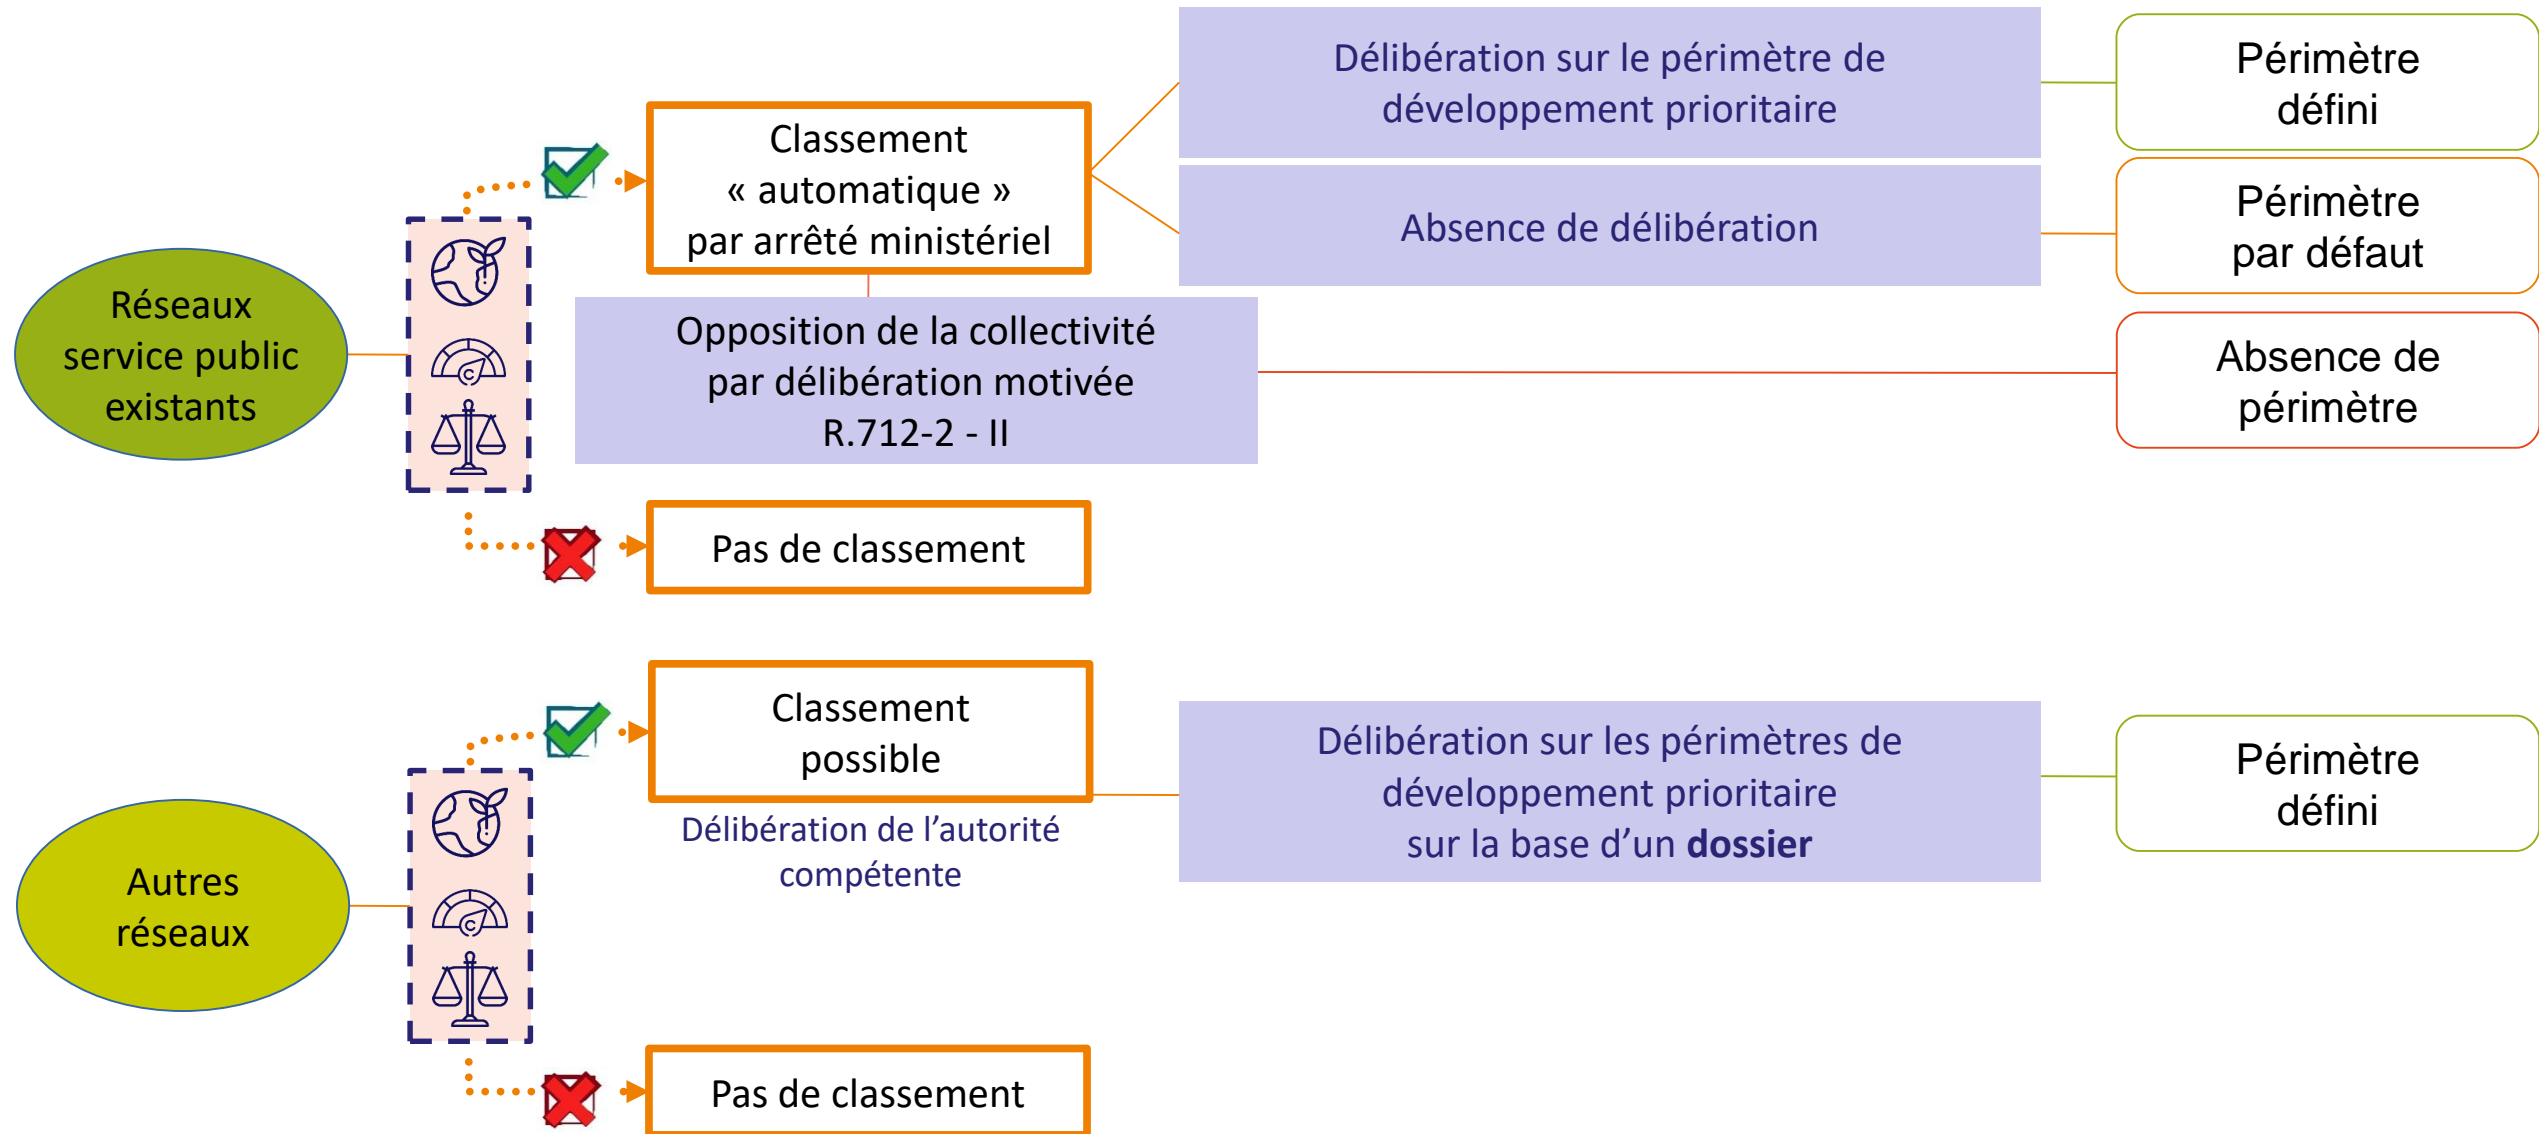 Réseaux
service public
existants
Classement
« automatique »
par arrêté ministériel
Délibération sur le périmètre de
développement prioritaire
Périmètre
défini
Absence de délibération
Périmètre
par défaut
Opposition de la collectivité
par délibération motivée
R.712-2 - II
Absence de
périmètre
Pas de classement
Autres
réseaux
Classement
possible
Délibération de l’autorité
compétente
Délibération sur les périmètres de
développement prioritaire
sur la base d’un dossier
Périmètre
défini
Pas de classement